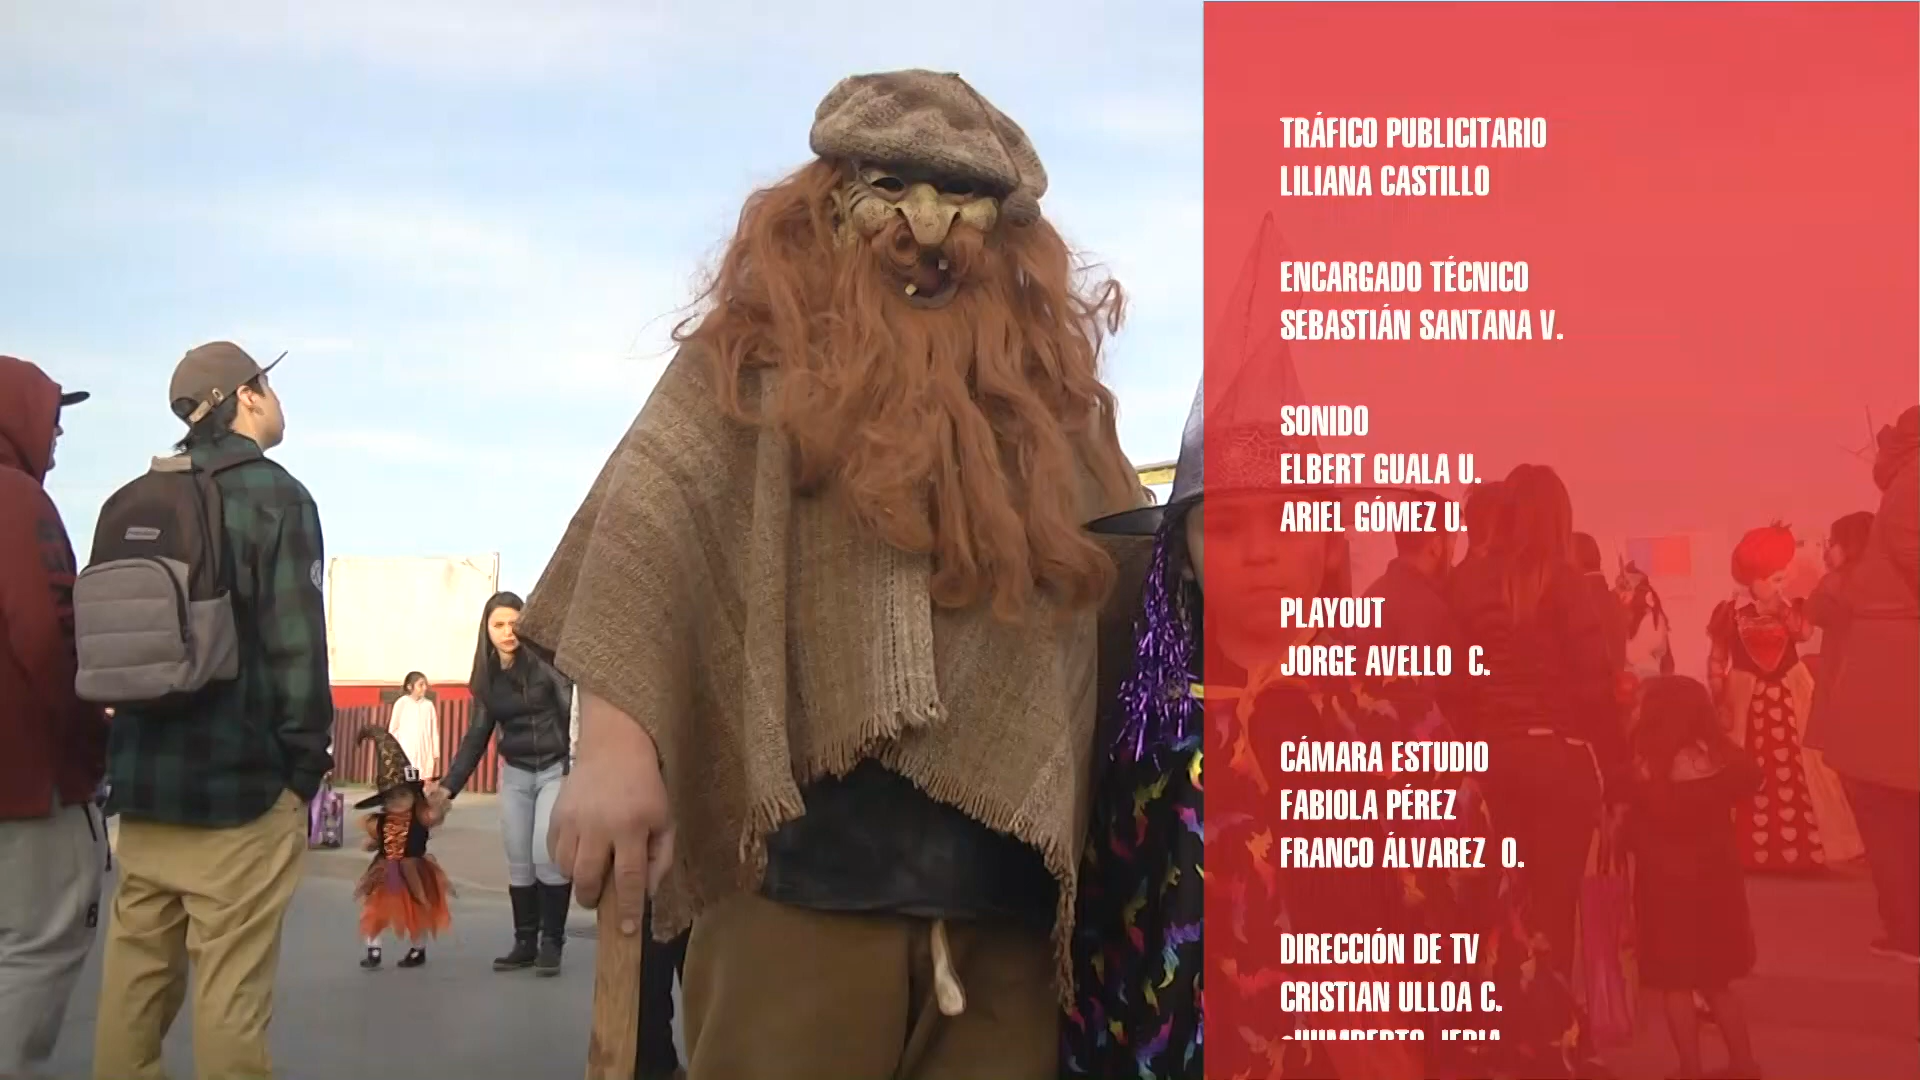 TRÁFICO PUBLICITARIO
LILIANA CASTILLO
ENCARGADO TÉCNICO
SEBASTIÁN SANTANA V.
SONIDO
ELBERT GUALA U.
ARIEL GÓMEZ U.
PLAYOUT
JORGE AVELLO C.
CÁMARA ESTUDIO
FABIOLA PÉREZ
FRANCO ÁLVAREZ O.
DIRECCIÓN DE TV
CRISTIAN ULLOA C.